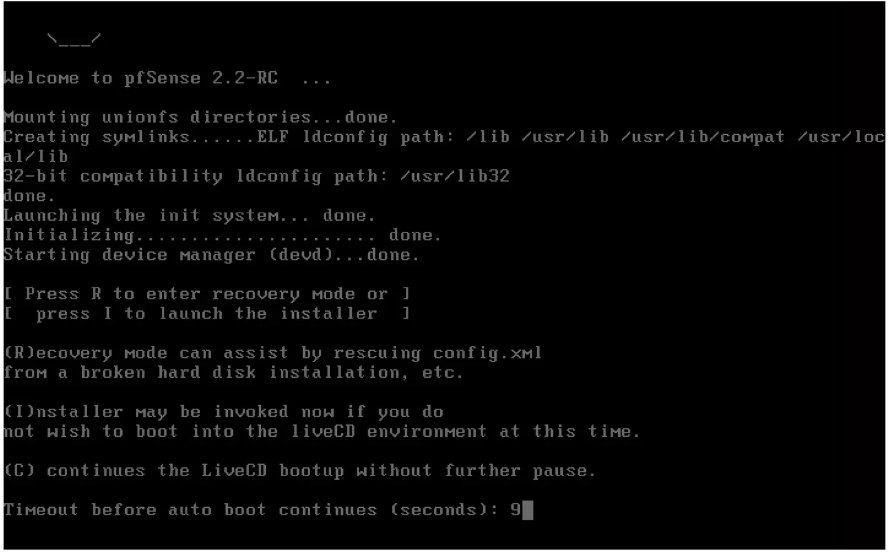 \___/
Welcome to pfSense 2.2-RC  ...
Mounting unionfs directories...done.
Creating symlinks......ELF ldconfig path: /lib /usr/lib /usr/lib/compat /usr/loc
al/lib
32-bit compatibility ldconfig path: /usr/lib32
done.
Launching the init system... done.
Initializing...................... done.
Starting device manager (devd)...done.
[ Press R to enter recovery mode or ]
[  press I to launch the installer  ]
(R)ecovery mode can assist by rescuing config.xml
from a broken hard disk installation, etc.
(I)nstaller may be invoked now if you do
not wish to boot into the liveCD environment at this time.
(C) continues the LiveCD bootup without further pause.
Timeout before auto boot continues (seconds): 9